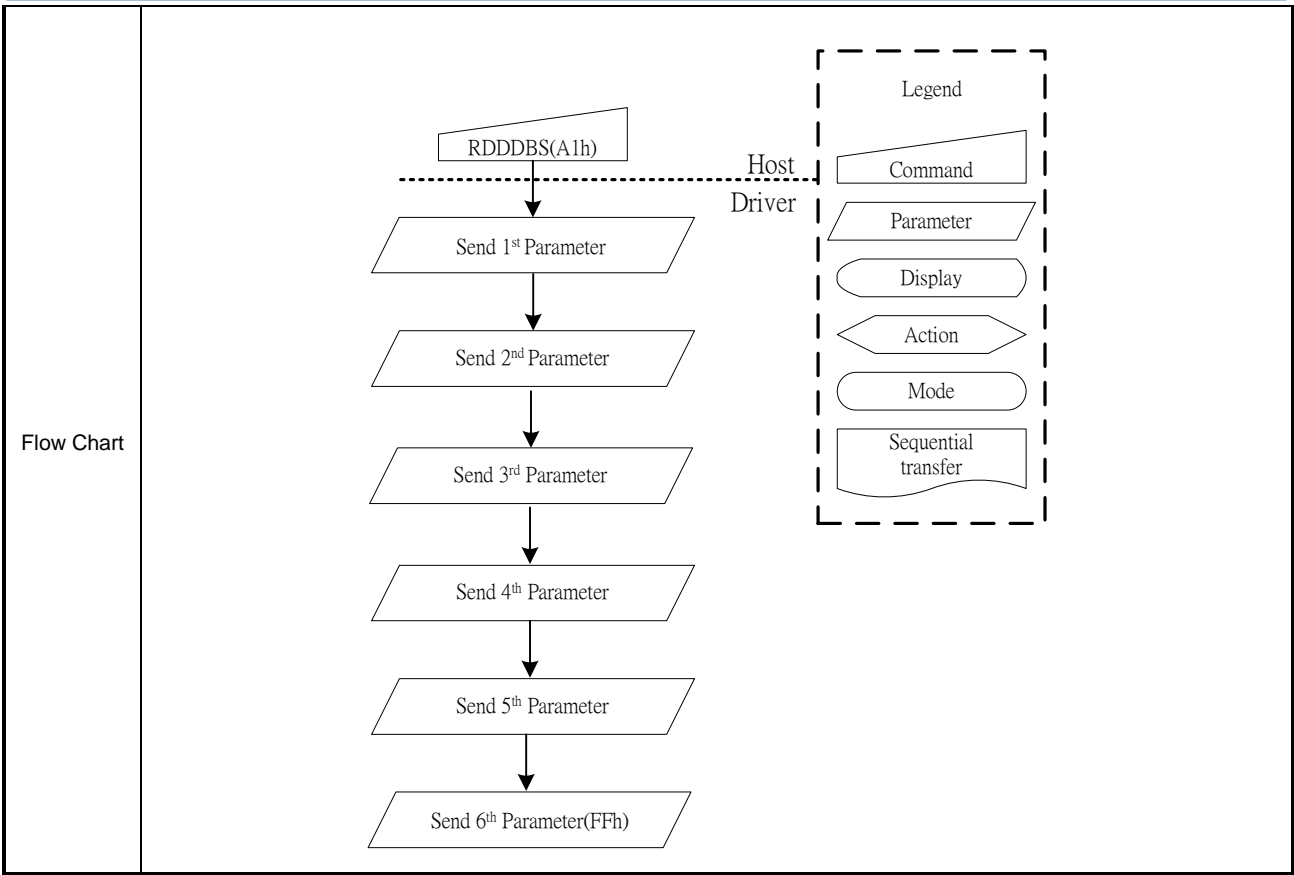 Flow Chart
RDDDBS(A1h)
Host
Driver
Send 1st Parameter
Send 2nd Parameter
Send 3rd Parameter
Send 4th Parameter
Send 5th Parameter
Send 6th Parameter(FFh)
Legend
Command
Parameter
Display
Action
Mode
Sequential
transfer